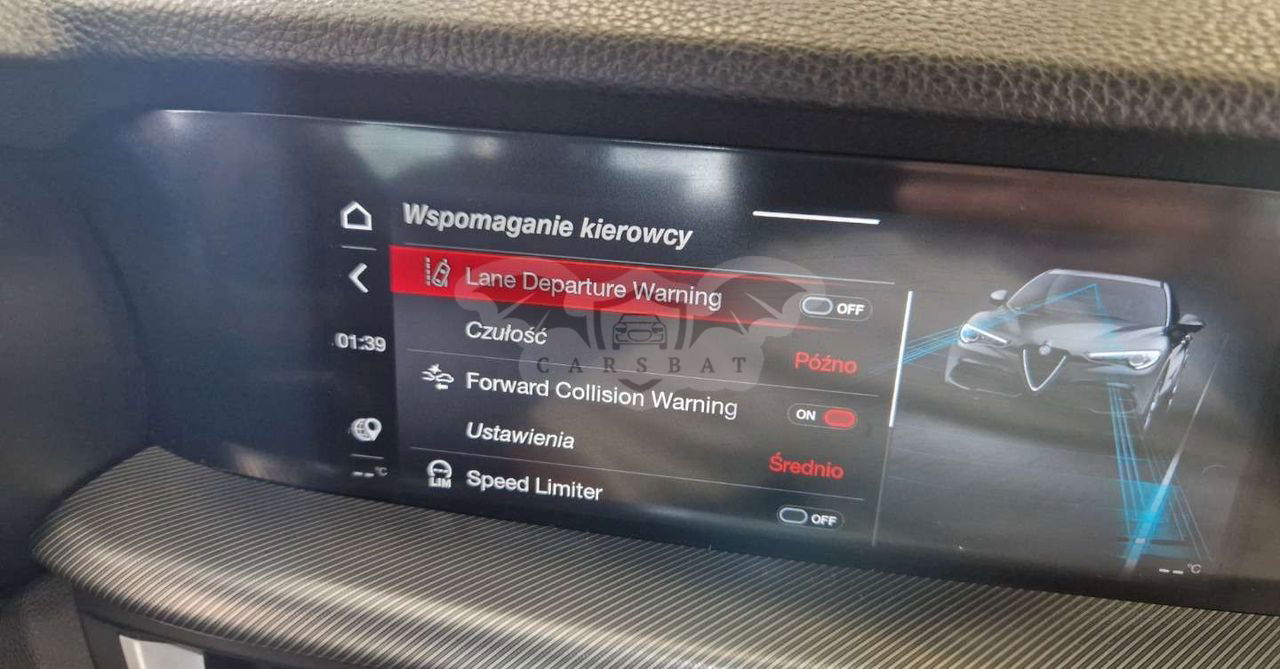 Wspomaganie kierowcy
Lane Departure Warning OFF
Czułość Późno
01:39
CARSBAT
Forward Collision Warning ON
Ustawienia Średnio
--°C
LIM Speed Limiter OFF
--°C